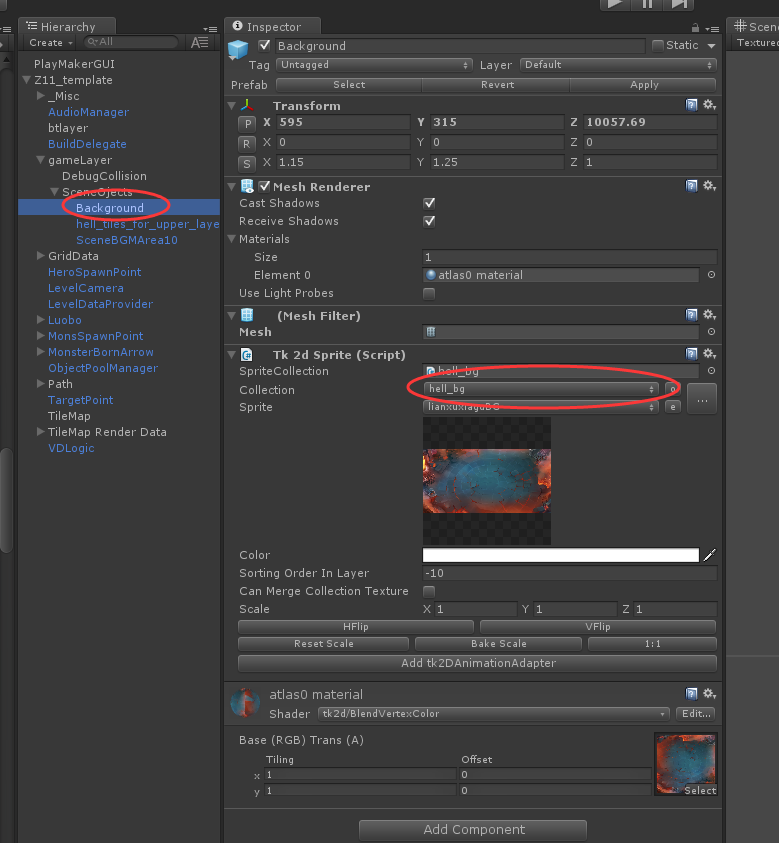 Hierarchy
Create
All
PlayMakerGUI
Z11_template
_Misc
AudioManager
btlayer
BuildDelegate
gameLayer
DebugCollision
SceneOjects
Background
hell_tiles_for_upper_laye
SceneBGMArea10
GridData
HeroSpawnPoint
LevelCamera
LevelDataProvider
Luobo
MonsSpawnPoint
MonsterBornArrow
ObjectPoolManager
Path
TargetPoint
TileMap
TileMap Render Data
VDLogic
Inspector
Background Static
Tag Untagged Layer Default
Prefab Select Revert Apply
Transform
P X 595 Y 315 Z 10057.69
R X 0 Y 0 Z 0
S X 1.15 Y 1.25 Z 1
Mesh Renderer
Cast Shadows
Receive Shadows
Materials
Size 1
Element 0 atlas0 material
Use Light Probes
(Mesh Filter)
Mesh
Tk 2d Sprite (Script)
SpriteCollection hell_bg
Collection hell_bg o ...
Sprite lianxuxiaguBG e
Color
Sorting Order In Layer -10
Can Merge Collection Texture
Scale X 1 Y 1 Z 1
HFlip VFlip
Reset Scale Bake Scale 1:1
Add tk2DAnimationAdapter
atlas0 material
Shader tk2d/BlendVertexColor Edit...
Base (RGB) Trans (A)
Tiling Offset
x 1 0
y 1 0
Select
Add Component
Scen
Texture